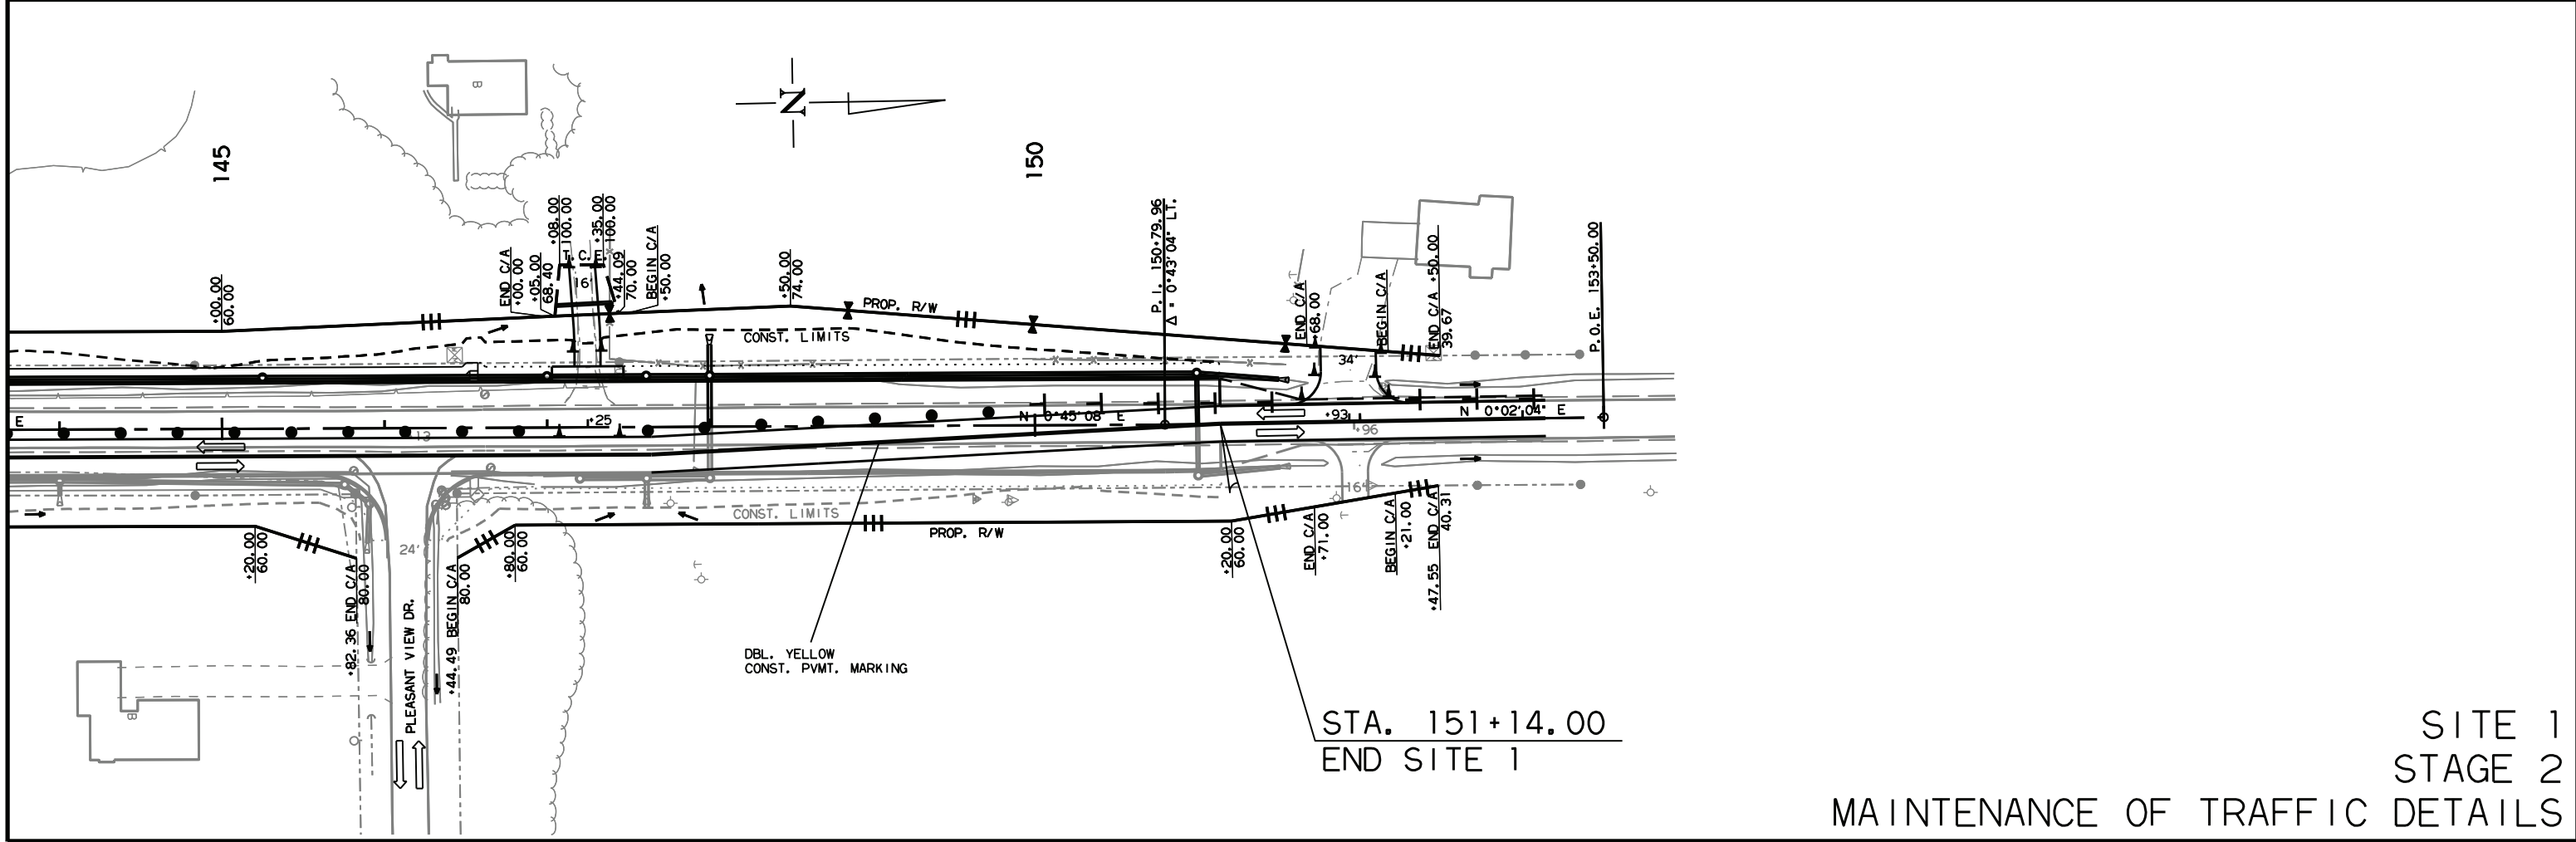 B
N
145
150
+00.00
60.00
END C/A
+00.00
+05.00
68.40
+08.00
100.00
T. C. E.
+35.00
100.00
16'
+44.09
70.00
BEGIN C/A
+50.00
+50.00
74.00
PROP. R/W
CONST. LIMITS
P. I. 150+79.96
Δ = 0°43'04" LT.
END C/A
+68.00
34'
BEGIN C/A
END C/A +50.00
39.67
P.O.E. 153+50.00
E
13
+25
N 0°45'08" E
+93
+96
N 0°02'04" E
16'
CONST. LIMITS
PROP. R/W
24'
+20.00
60.00
+82.36 END C/A
80.00
PLEASANT VIEW DR.
+44.49 BEGIN C/A
80.00
+80.00
60.00
+20.00
60.00
END C/A
+71.00
BEGIN C/A
+21.00
+47.55 END C/A
40.31
B
DBL. YELLOW
CONST. PVMT. MARKING
STA. 151+14.00
END SITE 1
SITE 1
STAGE 2
MAINTENANCE OF TRAFFIC DETAILS